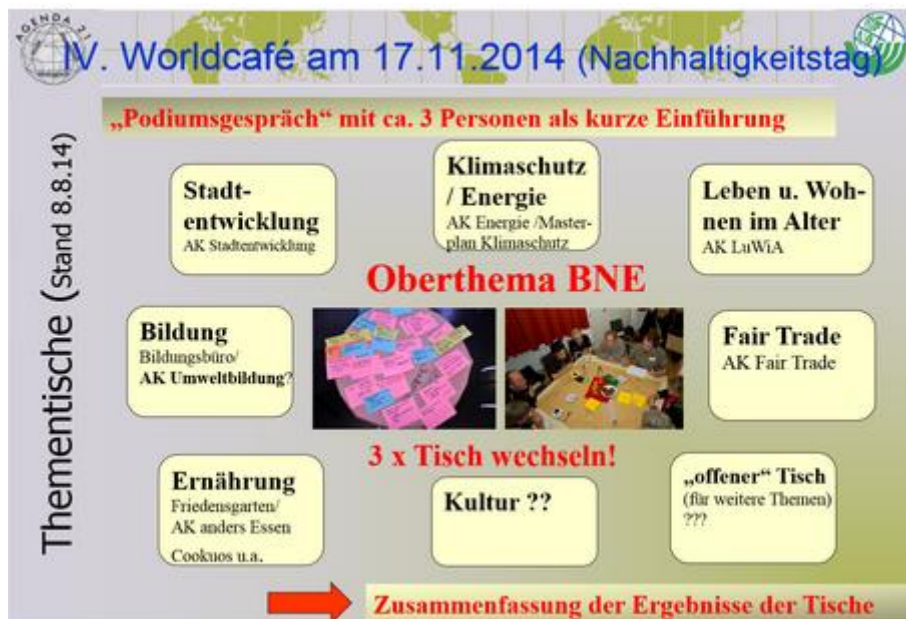 AGENDA 21
IV. Worldcafé am 17.11.2014 (Nachhaltigkeitstag)
„Podiumsgespräch“ mit ca. 3 Personen als kurze Einführung
Thementische (Stand 8.8.14)
Stadt-
entwicklung
AK Stadtentwicklung
Klimaschutz
/ Energie
AK Energie /Master-
plan Klimaschutz
Leben u. Woh-
nen im Alter
AK LuWiA
Oberthema BNE
Bildung
Bildungsbüro/
AK Umweltbildung?
Fair Trade
AK Fair Trade
3 x Tisch wechseln!
Ernährung
Friedensgarten/
AK anders Essen
Cookuos u.a.
Kultur ??
„offener“ Tisch
(für weitere Themen)
???
Zusammenfassung der Ergebnisse der Tische